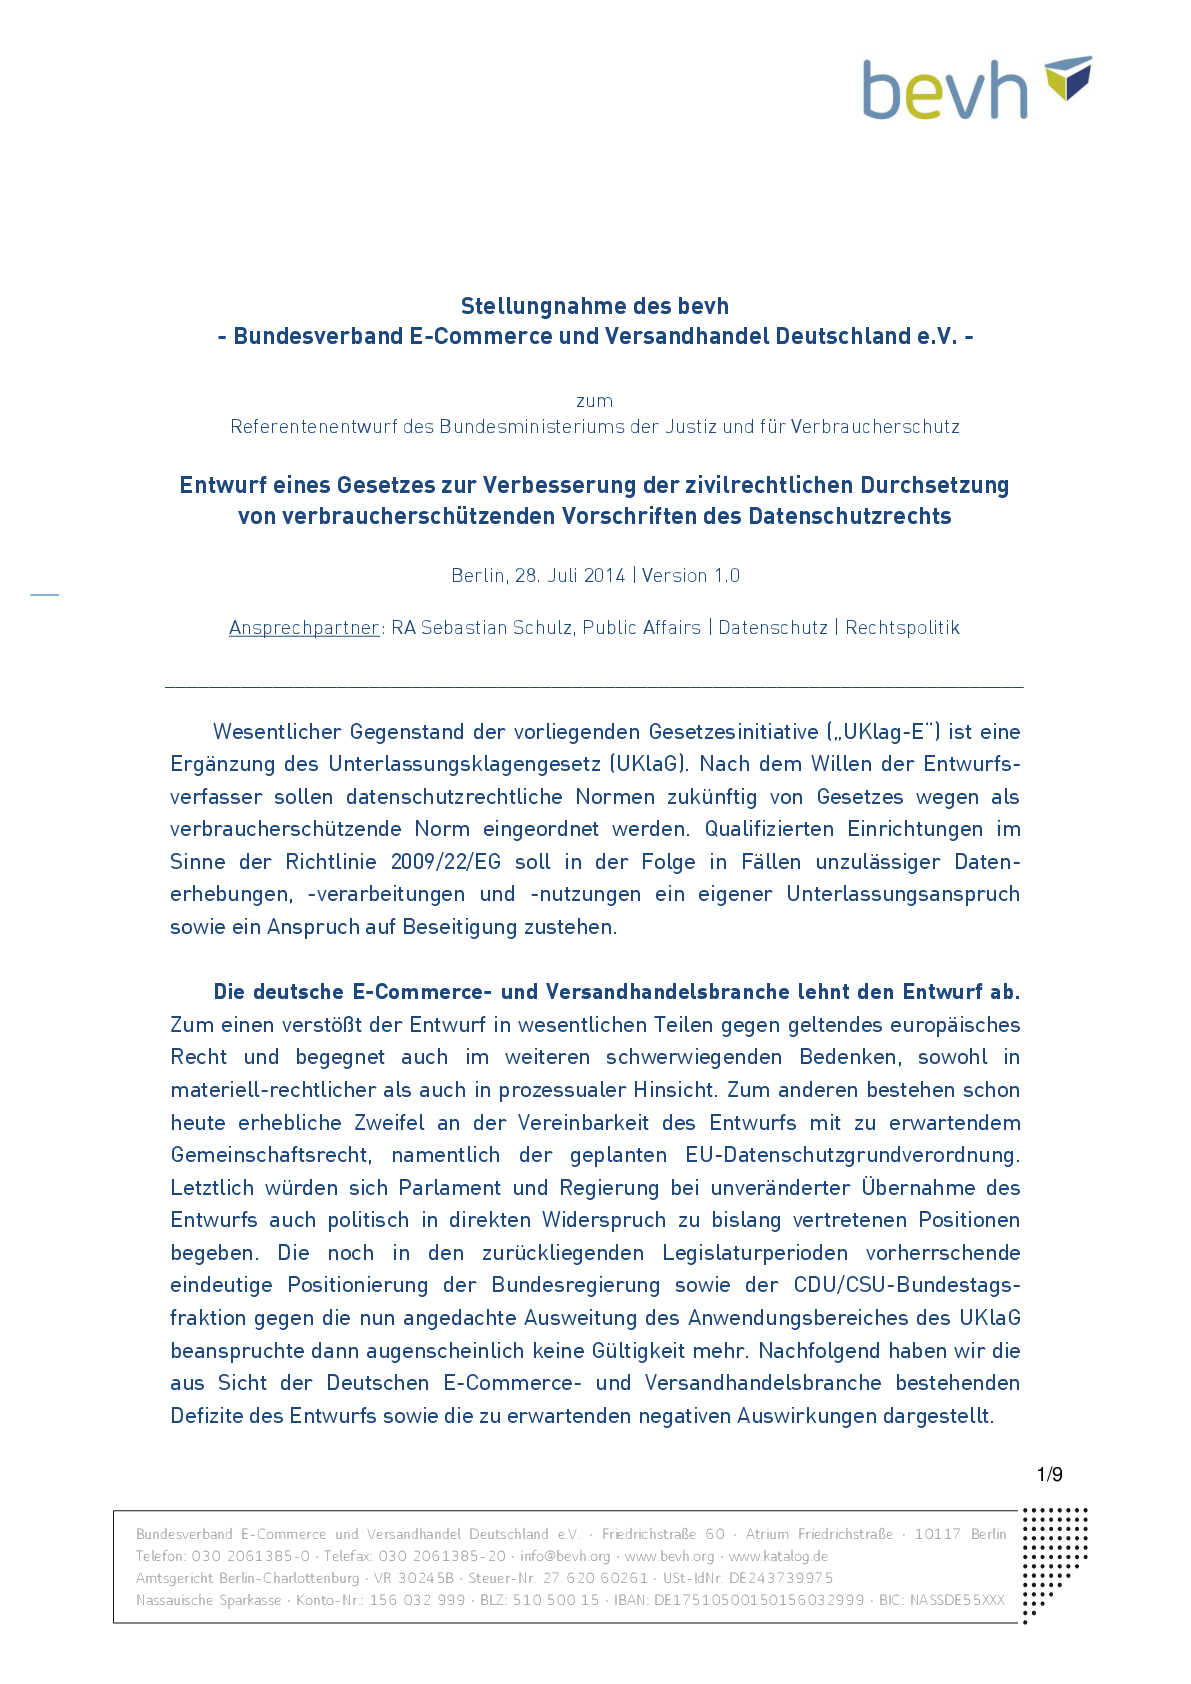 bevh
Stellungnahme des bevh
- Bundesverband E-Commerce und Versandhandel Deutschland e.V. -
zum
Referentenentwurf des Bundesministeriums der Justiz und für Verbraucherschutz
Entwurf eines Gesetzes zur Verbesserung der zivilrechtlichen Durchsetzung
von verbraucherschützenden Vorschriften des Datenschutzrechts
Berlin, 28. Juli 2014 | Version 1.0
Ansprechpartner: RA Sebastian Schulz, Public Affairs | Datenschutz | Rechtspolitik
Wesentlicher Gegenstand der vorliegenden Gesetzesinitiative („UKlag-E“) ist eine
Ergänzung des Unterlassungsklagengesetz (UKlaG). Nach dem Willen der Entwurfs-
verfasser sollen datenschutzrechtliche Normen zukünftig von Gesetzes wegen als
verbraucherschützende Norm eingeordnet werden. Qualifizierten Einrichtungen im
Sinne der Richtlinie 2009/22/EG soll in der Folge in Fällen unzulässiger Daten-
erhebungen, -verarbeitungen und -nutzungen ein eigener Unterlassungsanspruch
sowie ein Anspruch auf Beseitigung zustehen.
Die deutsche E-Commerce- und Versandhandelsbranche lehnt den Entwurf ab.
Zum einen verstößt der Entwurf in wesentlichen Teilen gegen geltendes europäisches
Recht und begegnet auch im weiteren schwerwiegenden Bedenken, sowohl in
materiell-rechtlicher als auch in prozessualer Hinsicht. Zum anderen bestehen schon
heute erhebliche Zweifel an der Vereinbarkeit des Entwurfs mit zu erwartendem
Gemeinschaftsrecht, namentlich der geplanten EU-Datenschutzgrundverordnung.
Letztlich würden sich Parlament und Regierung bei unveränderter Übernahme des
Entwurfs auch politisch in direkten Widerspruch zu bislang vertretenen Positionen
begeben. Die noch in den zurückliegenden Legislaturperioden vorherrschende
eindeutige Positionierung der Bundesregierung sowie der CDU/CSU-Bundestags-
fraktion gegen die nun angedachte Ausweitung des Anwendungsbereiches des UKlaG
beanspruchte dann augenscheinlich keine Gültigkeit mehr. Nachfolgend haben wir die
aus Sicht der Deutschen E-Commerce- und Versandhandelsbranche bestehenden
Defizite des Entwurfs sowie die zu erwartenden negativen Auswirkungen dargestellt.
1/9
Bundesverband E-Commerce und Versandhandel Deutschland e.V. · Friedrichstraße 60 · Atrium Friedrichstraße · 10117 Berlin
Telefon: 030 2061385-0 · Telefax: 030 2061385-20 · info@bevh.org · www.bevh.org · www.katalog.de
Amtsgericht Berlin-Charlottenburg · VR 30245B · Steuer-Nr. 27 620 60261 · USt-IdNr. DE243739975
Nassauische Sparkasse · Konto-Nr.: 156 032 999 · BLZ: 510 500 15 · IBAN: DE17510500150156032999 · BIC: NASSDE55XXX